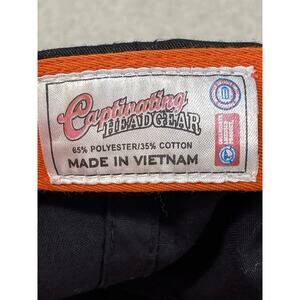 Captivating
HEADGEAR
65% POLYESTER/35% COTTON
MADE IN VIETNAM